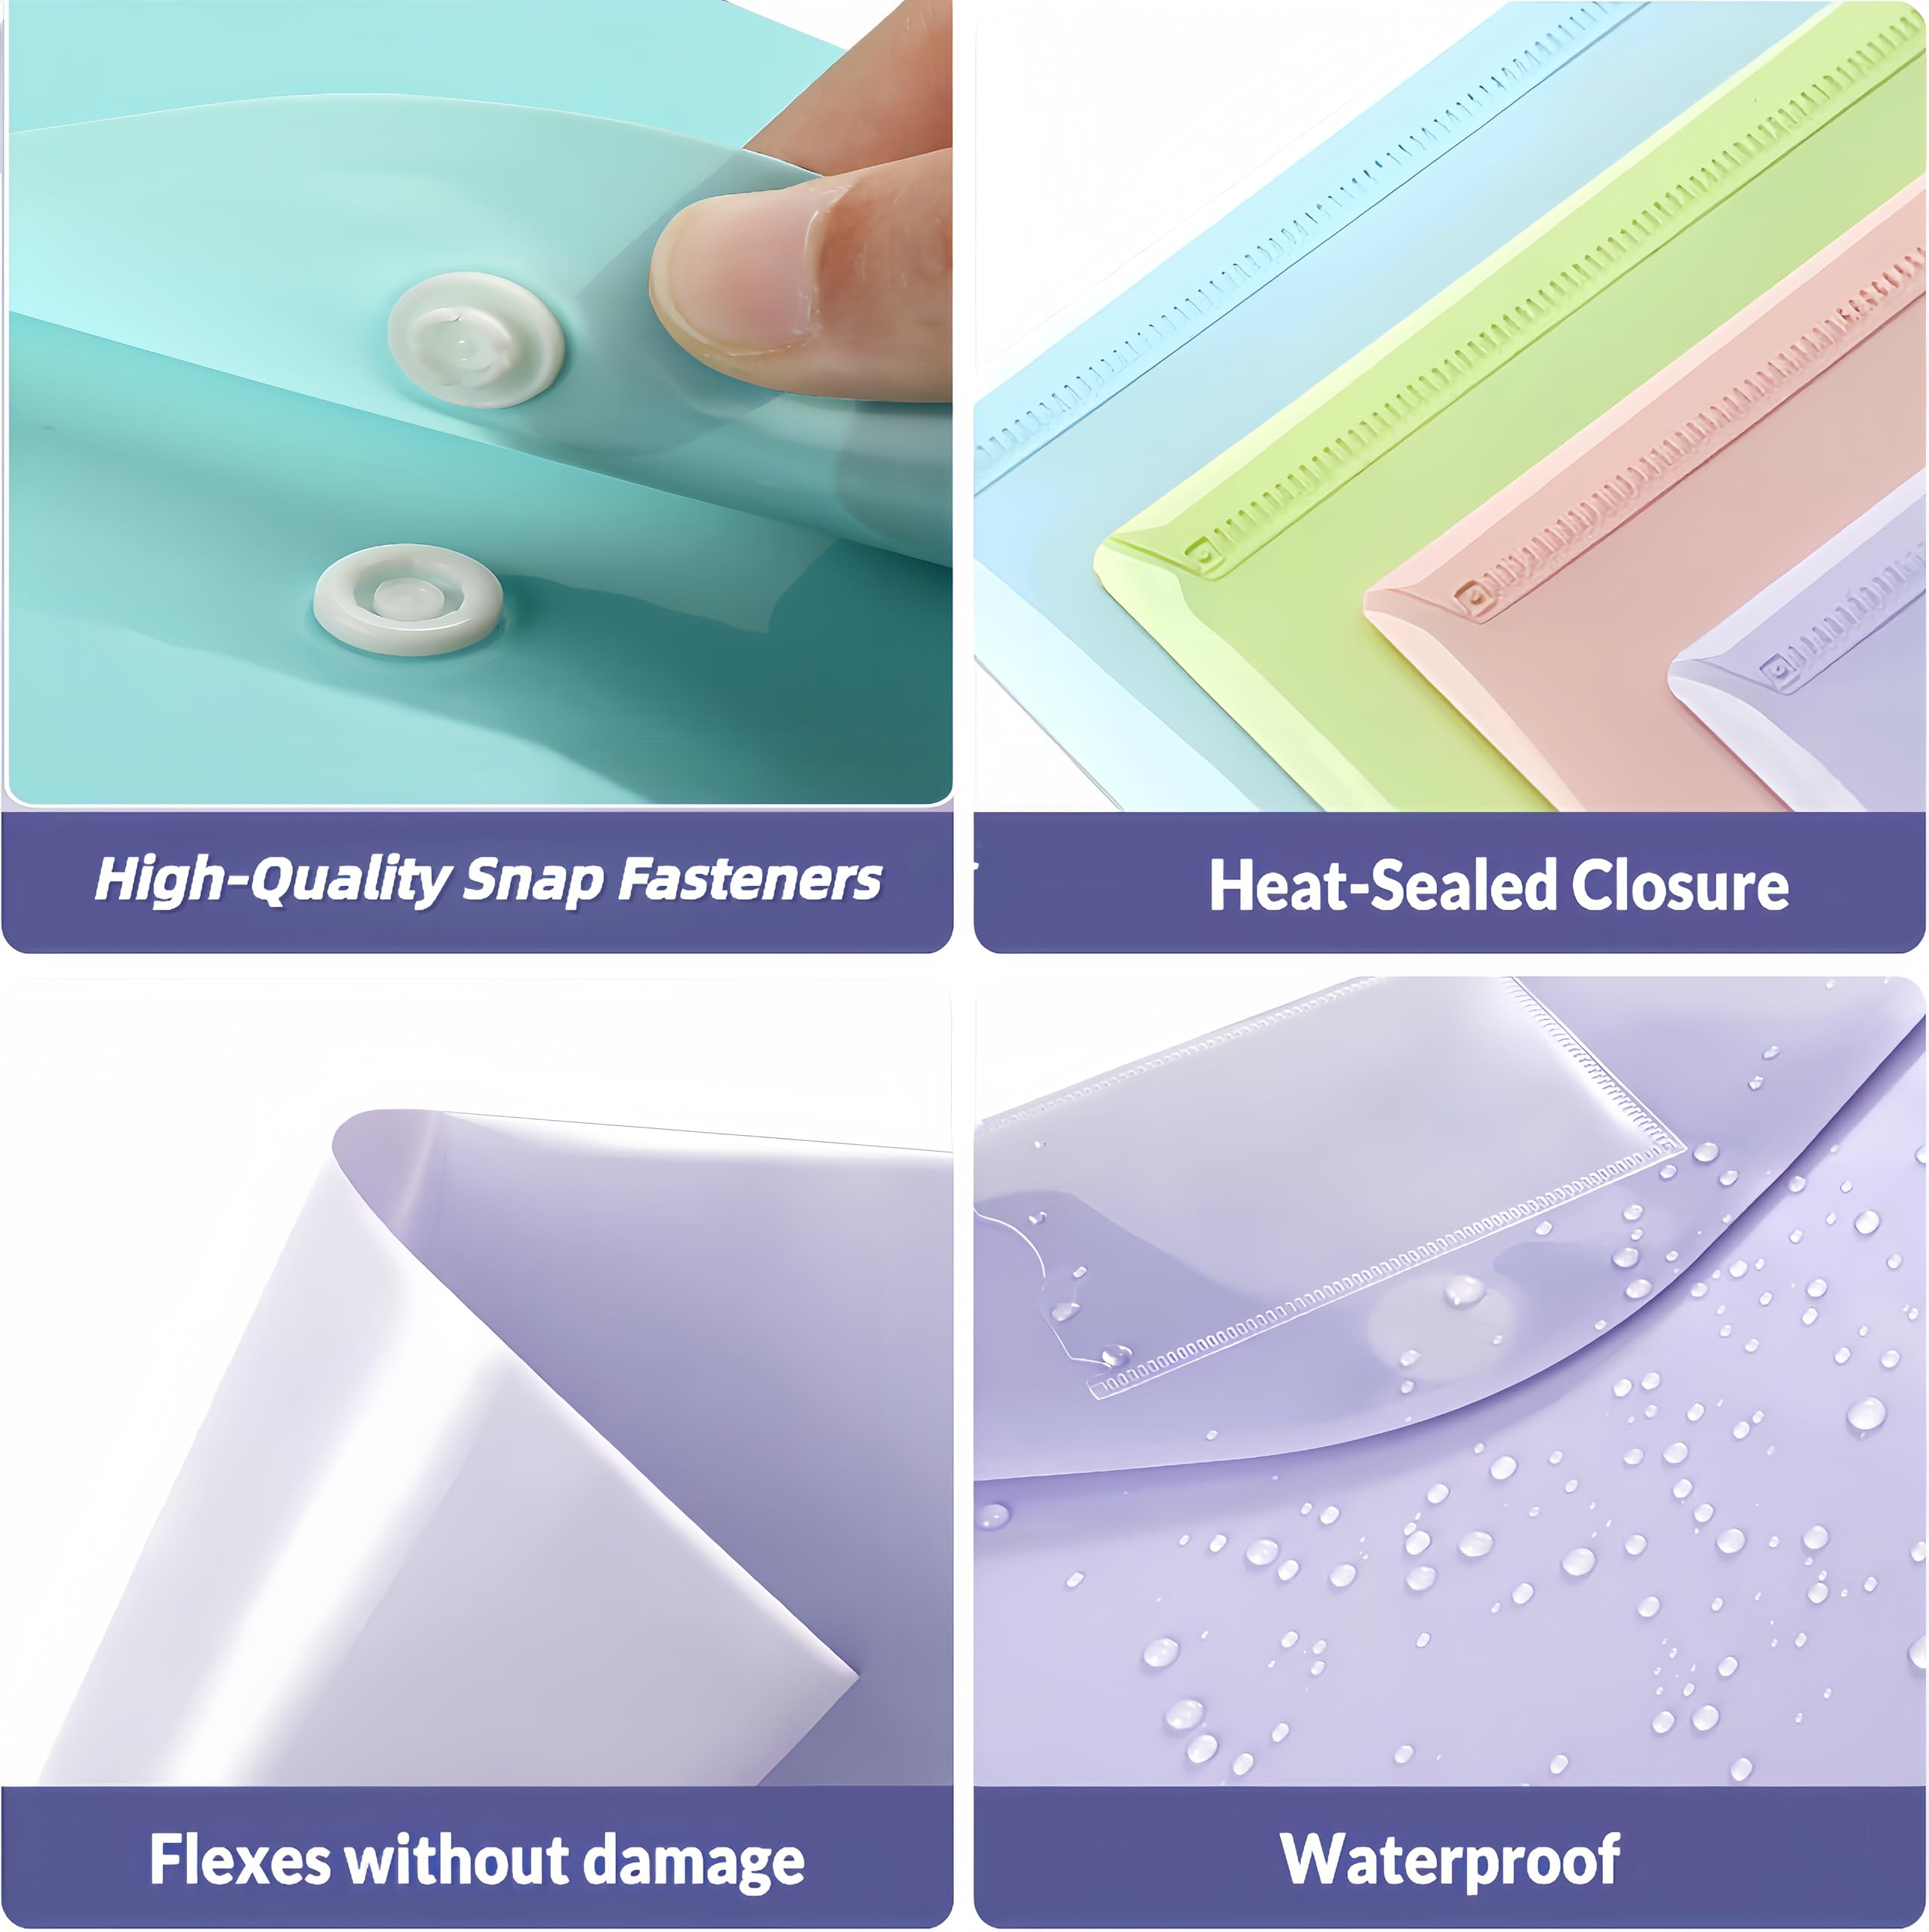 High-Quality Snap Fasteners
Heat-Sealed Closure
Flexes without damage
Waterproof